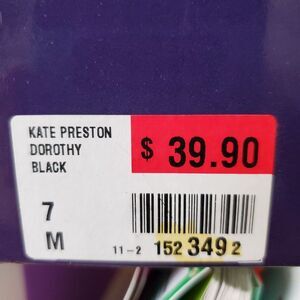 KATE PRESTON
DOROTHY
BLACK
$ 39.90
7
M
11-2 152 349 2